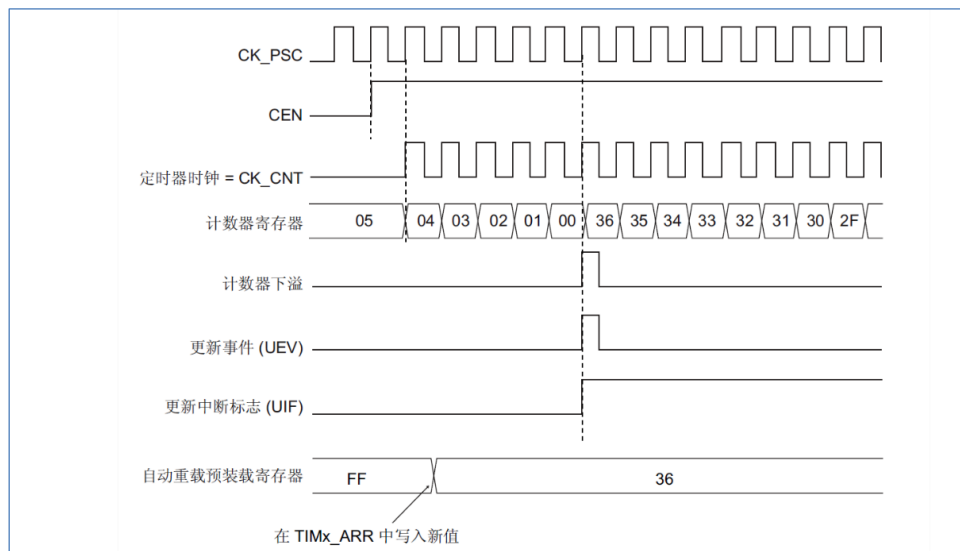 CK_PSC
CEN
定时器时钟 = CK_CNT
计数器寄存器 05 04 03 02 01 00 36 35 34 33 32 31 30 2F
计数器下溢
更新事件 (UEV)
更新中断标志 (UIF)
自动重载预装载寄存器 FF 36
在 TIMx_ARR 中写入新值